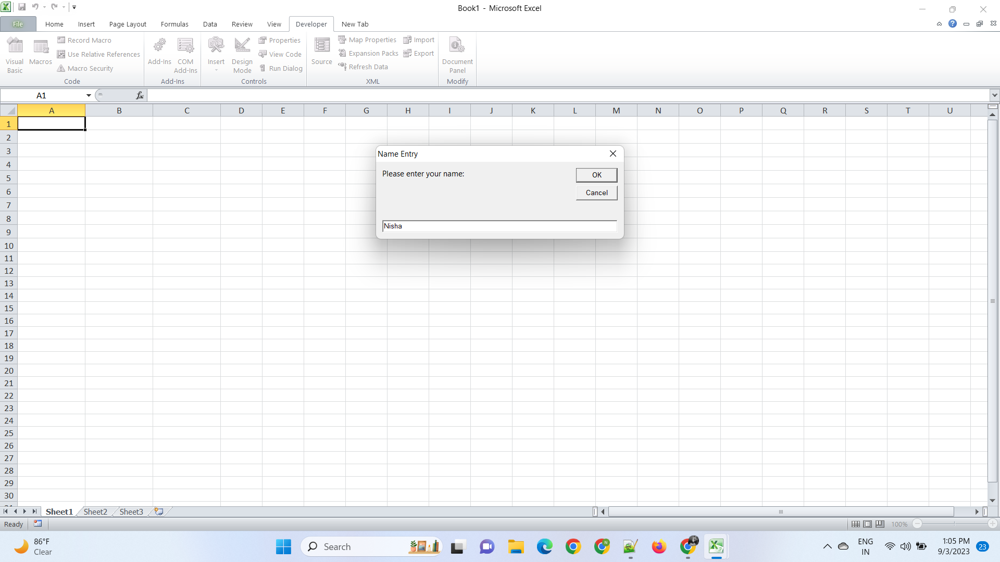 Book1 - Microsoft Excel
File Home Insert Page Layout Formulas Data Review View Developer New Tab
Visual Basic
Macros
Record Macro
Use Relative References
Macro Security
Code
Add-Ins
COM Add-Ins
Add-Ins
Insert
Design Mode
Properties
View Code
Run Dialog
Controls
Source
Map Properties
Expansion Packs
Refresh Data
Import
Export
XML
Document Panel
Modify
A1 fx
A B C D E F G H I J K L M N O P Q R S T U
1
2
3
4
5
6
7
8
9
10
11
12
13
14
15
16
17
18
19
20
21
22
23
24
25
26
27
28
29
30
Name Entry
Please enter your name:
OK
Cancel
Nisha
Sheet1 Sheet2 Sheet3
Ready 100%
86°F
Clear
Search
N
ENG
IN
1:05 PM
9/3/2023
23